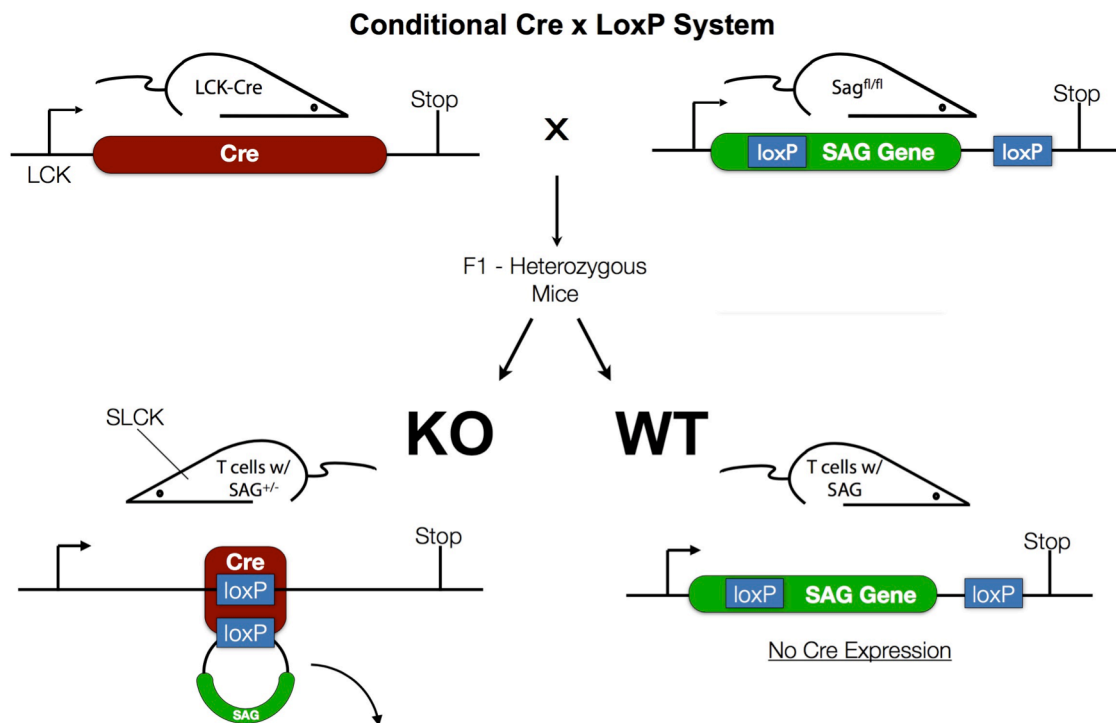 Conditional Cre x LoxP System
LCK-Cre
Stop
Cre
LCK
x
Sag^fl/fl
Stop
loxP
SAG Gene
loxP
F1 - Heterozygous
Mice
KO
WT
SLCK
T cells w/
SAG^+/-
Stop
Cre
loxP
loxP
SAG
T cells w/
SAG
Stop
loxP
SAG Gene
loxP
No Cre Expression